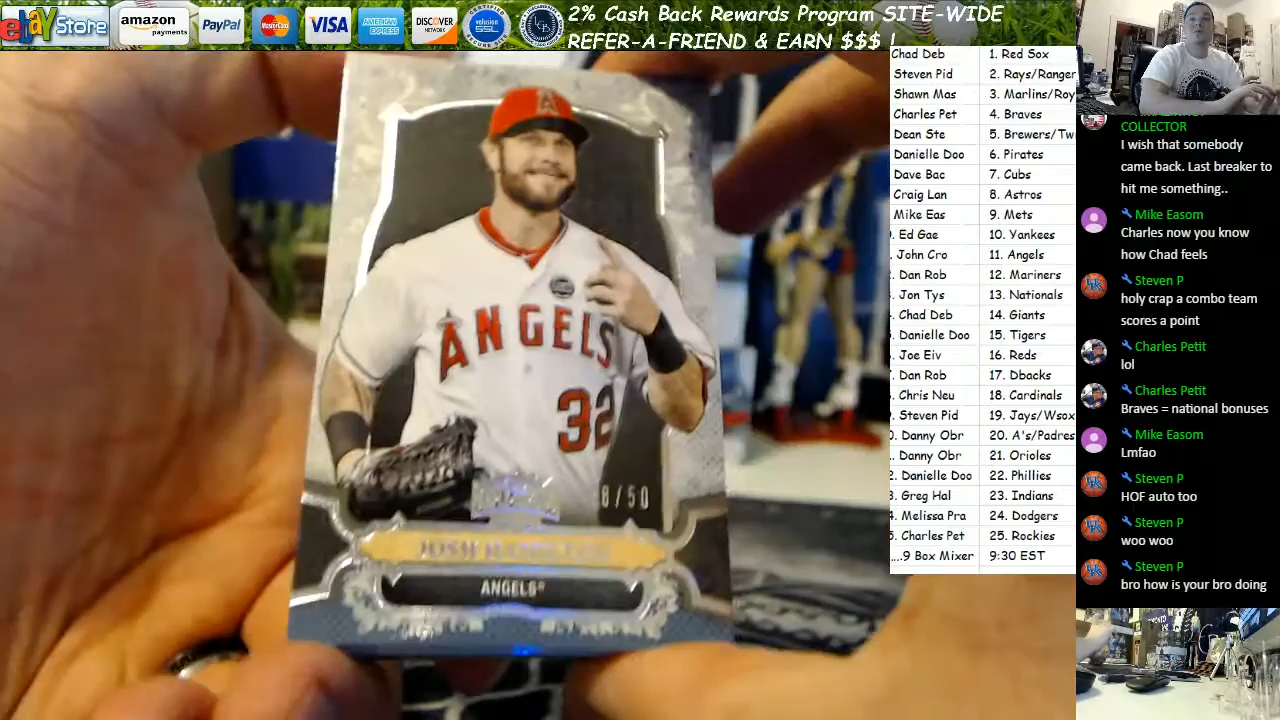 ebay Store
amazon
payments
PayPal
MasterCard
VISA
AMERICAN
EXPRESS
DISCOVER
NETWORK
volusion
SSL
2% Cash Back Rewards Program SITE-WIDE
REFER-A-FRIEND & EARN $$$ !
Chad Deb 1. Red Sox
Steven Pid 2. Rays/Ranger
Shawn Mas 3. Marlins/Roy
Charles Pet 4. Braves
Dean Ste 5. Brewers/Tw
Danielle Doo 6. Pirates
Dave Bac 7. Cubs
Craig Lan 8. Astros
Mike Eas 9. Mets
. Ed Gae 10. Yankees
. John Cro 11. Angels
. Dan Rob 12. Mariners
. Jon Tys 13. Nationals
. Chad Deb 14. Giants
. Danielle Doo 15. Tigers
. Joe Eiv 16. Reds
. Dan Rob 17. Dbacks
. Chris Neu 18. Cardinals
. Steven Pid 19. Jays/Wsox
. Danny Obr 20. A's/Padres
. Danny Obr 21. Orioles
. Danielle Doo 22. Phillies
. Greg Hal 23. Indians
. Melissa Pra 24. Dodgers
. Charles Pet 25. Rockies
....9 Box Mixer 9:30 EST
COLLECTOR
I wish that somebody
came back. Last breaker to
hit me something..
Mike Easom
Charles now you know
how Chad feels
Steven P
holy crap a combo team
scores a point
Charles Petit
lol
Charles Petit
Braves = national bonuses
Mike Easom
Lmfao
Steven P
HOF auto too
Steven P
woo woo
Steven P
bro how is your bro doing
A
ANGELS
32
8/50
JOSH HAMILTON
ANGELS